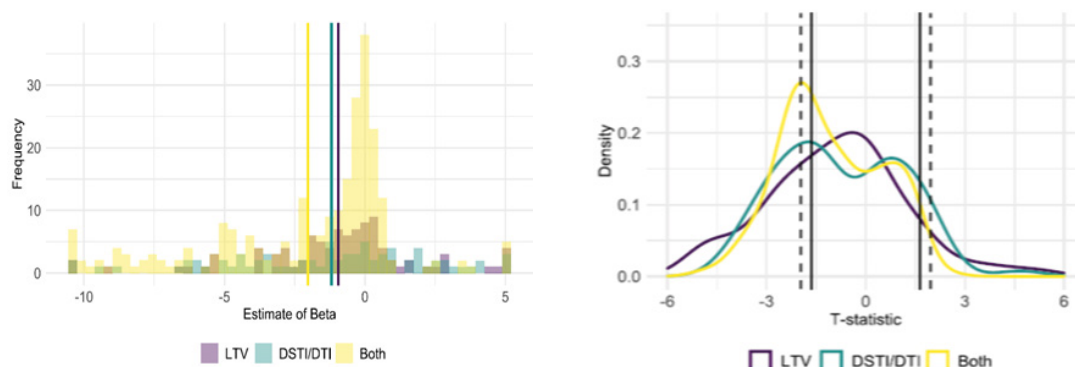 30
20
10
0
Frequency
-10
-5
0
5
Estimate of Beta
LTV
DSTI/DTI
Both
0.3
0.2
0.1
0.0
Density
-6
-3
0
3
6
T-statistic
LTV
DSTI/DTI
Both